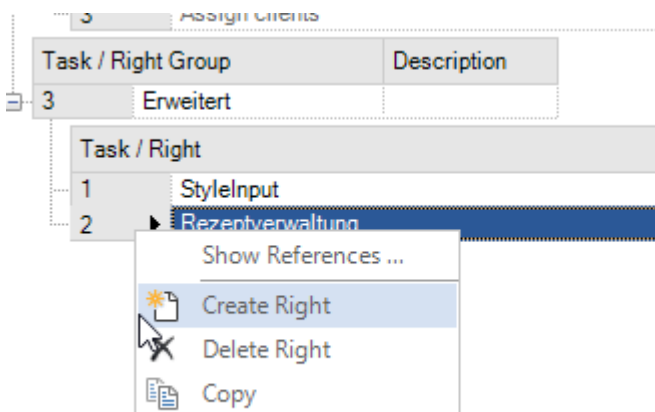 3 Assign clients
Task / Right Group Description
3 Erweitert
Task / Right
1 StyleInput
2 Rezeptverwaltung
Show References ...
Create Right
Delete Right
Copy